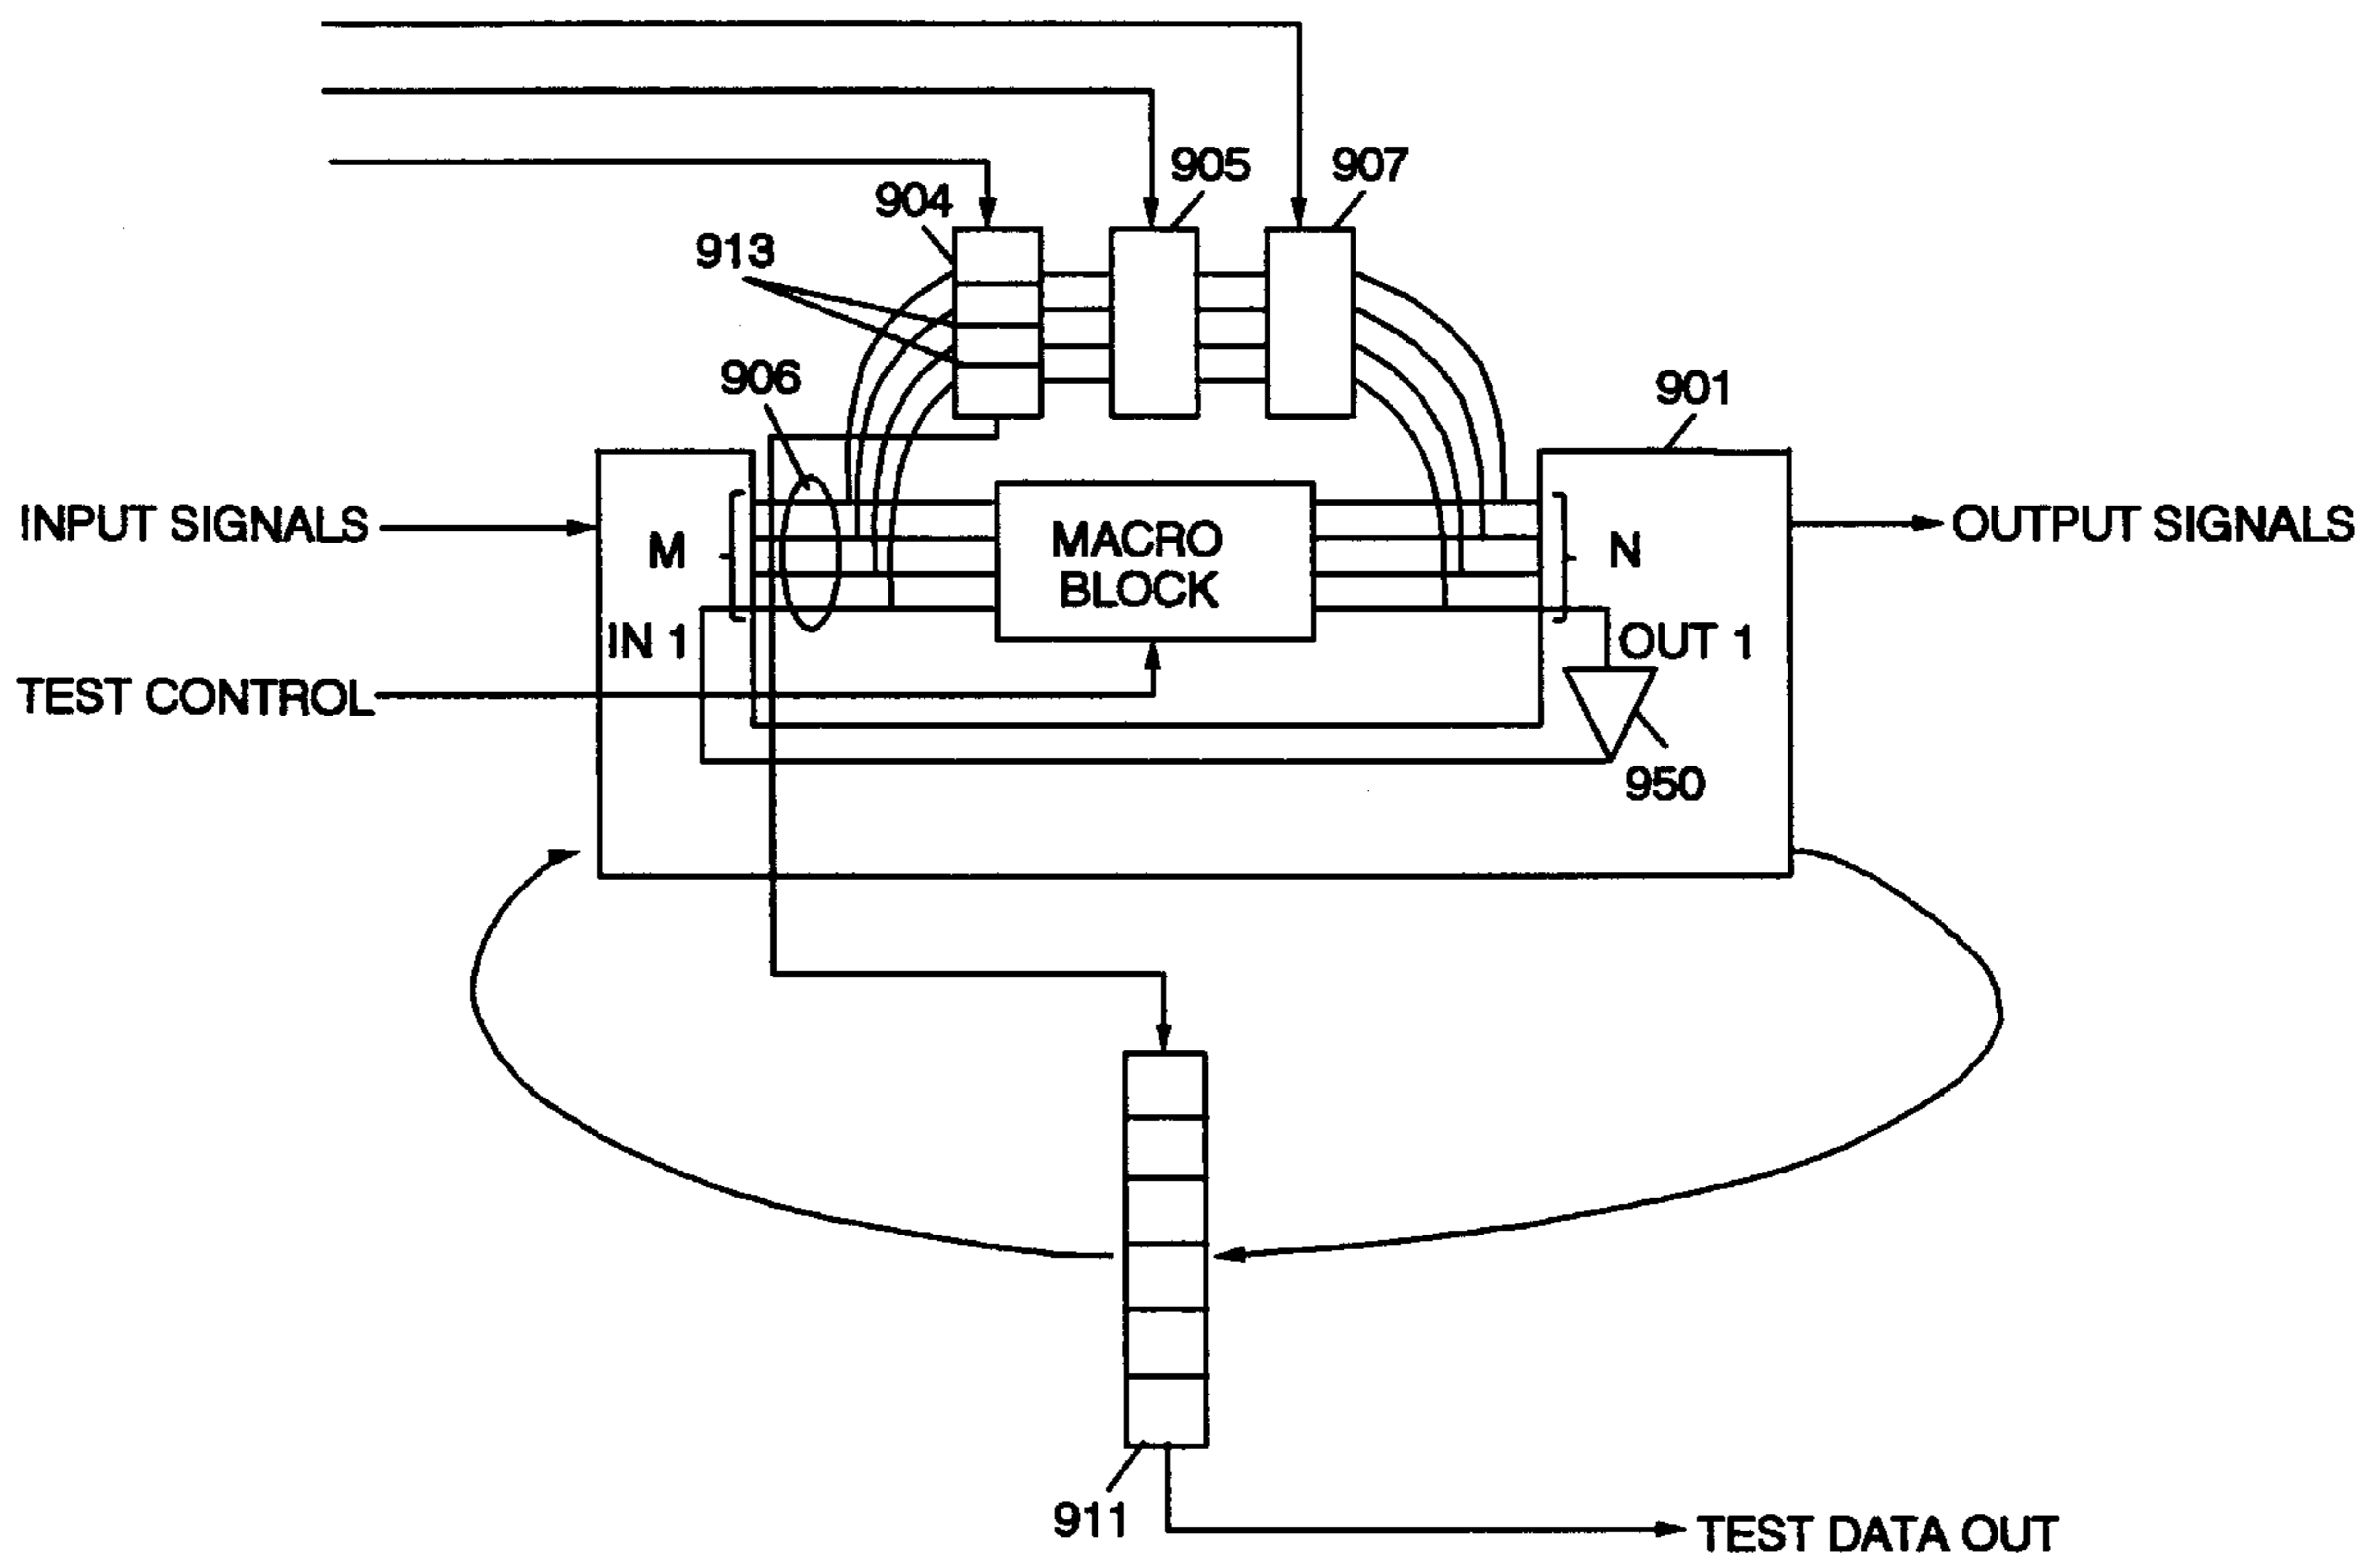 905
907
904
913
906
901
INPUT SIGNALS
M
MACRO
BLOCK
N
OUTPUT SIGNALS
IN 1
OUT 1
TEST CONTROL
950
911
TEST DATA OUT